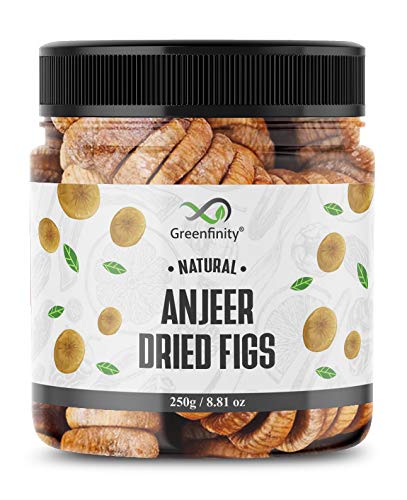 Greenfinity®
• NATURAL •
ANJEER
DRIED FIGS
250g / 8.81 oz